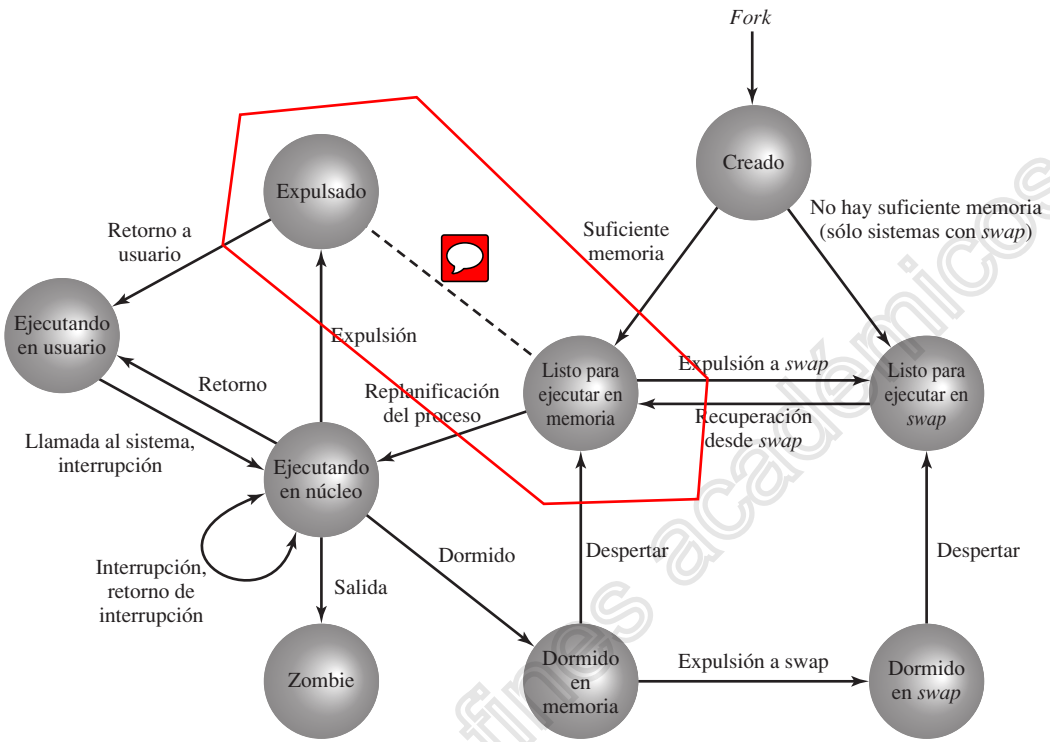 Fork
Creado
Expulsado
No hay suficiente memoria
(sólo sistemas con swap)
Suficiente
memoria
Retorno a
usuario
Ejecutando
en usuario
Expulsión
Retorno
Replanificación
del proceso
Listo para
ejecutar en
memoria
Expulsión a swap
Recuperación
desde swap
Listo para
ejecutar en
swap
Llamada al sistema,
interrupción
Ejecutando
en núcleo
Interrupción,
retorno de
interrupción
Dormido
Salida
Despertar
Despertar
Zombie
Dormido
en
memoria
Expulsión a swap
Dormido
en swap
fines académicos